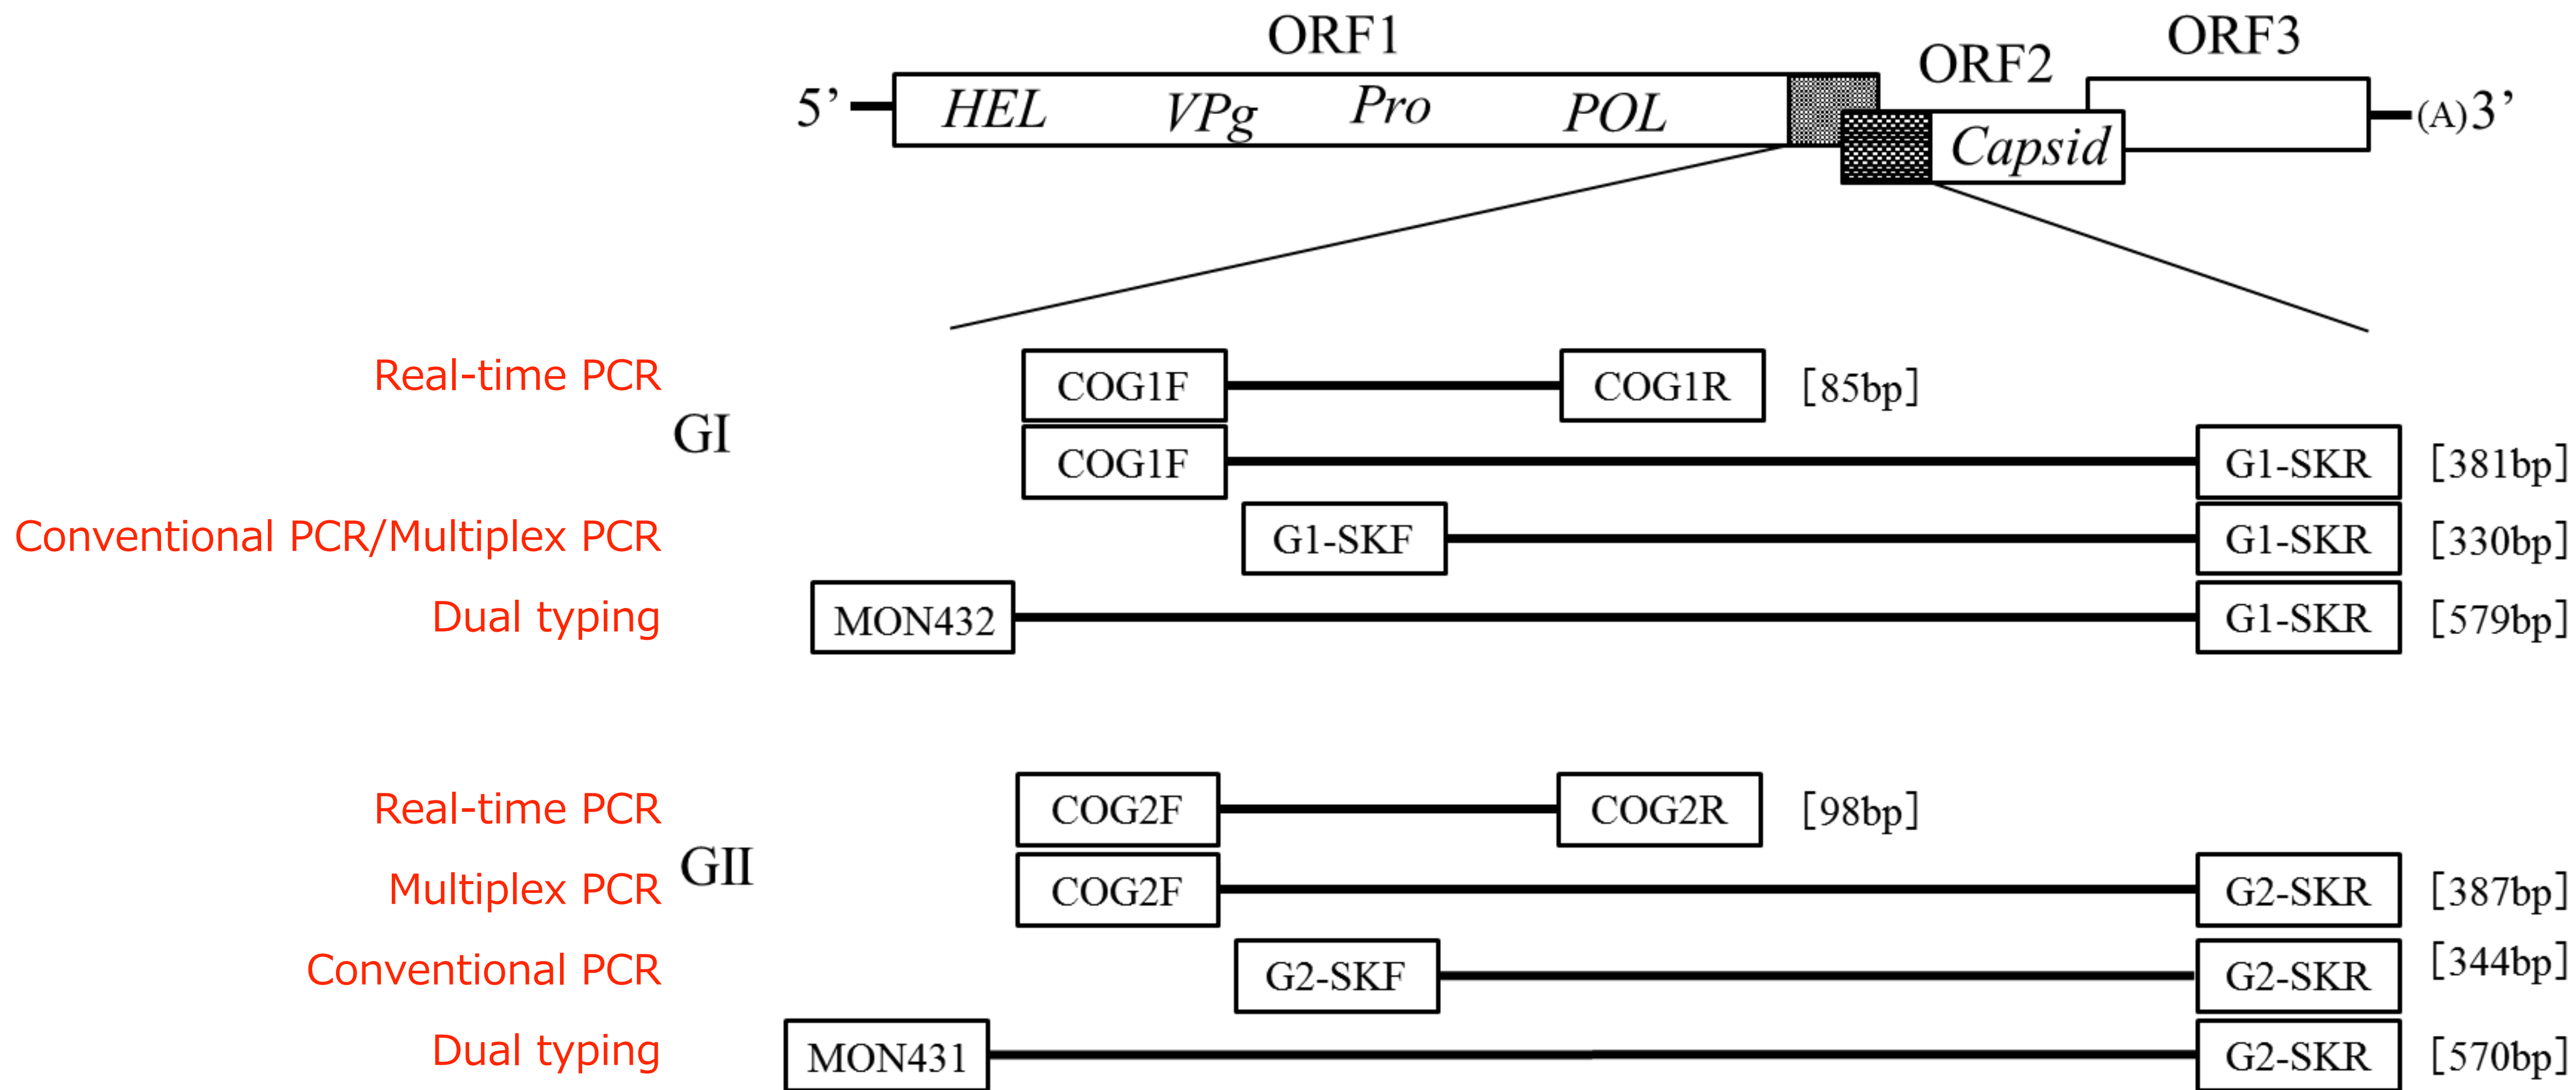 ORF1
ORF2
ORF3
5’ HEL VPg Pro POL Capsid (A)3’
Real-time PCR COG1F COG1R [85bp]
GI
COG1F G1-SKR [381bp]
Conventional PCR/Multiplex PCR G1-SKF G1-SKR [330bp]
Dual typing MON432 G1-SKR [579bp]
Real-time PCR COG2F COG2R [98bp]
GII
Multiplex PCR COG2F G2-SKR [387bp]
Conventional PCR G2-SKF G2-SKR [344bp]
Dual typing MON431 G2-SKR [570bp]